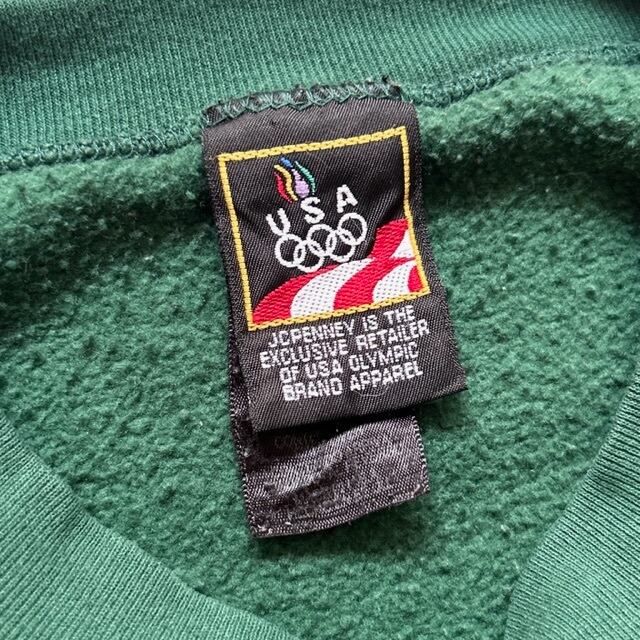 USA
JCPENNEY IS THE
EXCLUSIVE RETAILER
OF USA OLYMPIC
BRAND APPAREL